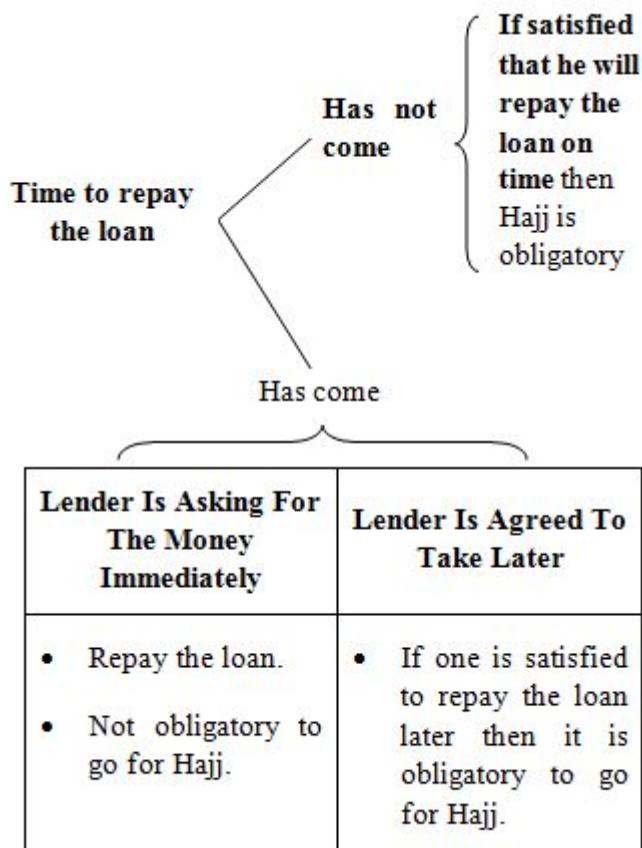 Time to repay
the loan
Has not
come
If satisfied
that he will
repay the
loan on
time then
Hajj is
obligatory
Has come
Lender Is Asking For
The Money
Immediately
Lender Is Agreed To
Take Later
• Repay the loan.
• Not obligatory to
go for Hajj.
• If one is satisfied
to repay the loan
later then it is
obligatory to go
for Hajj.